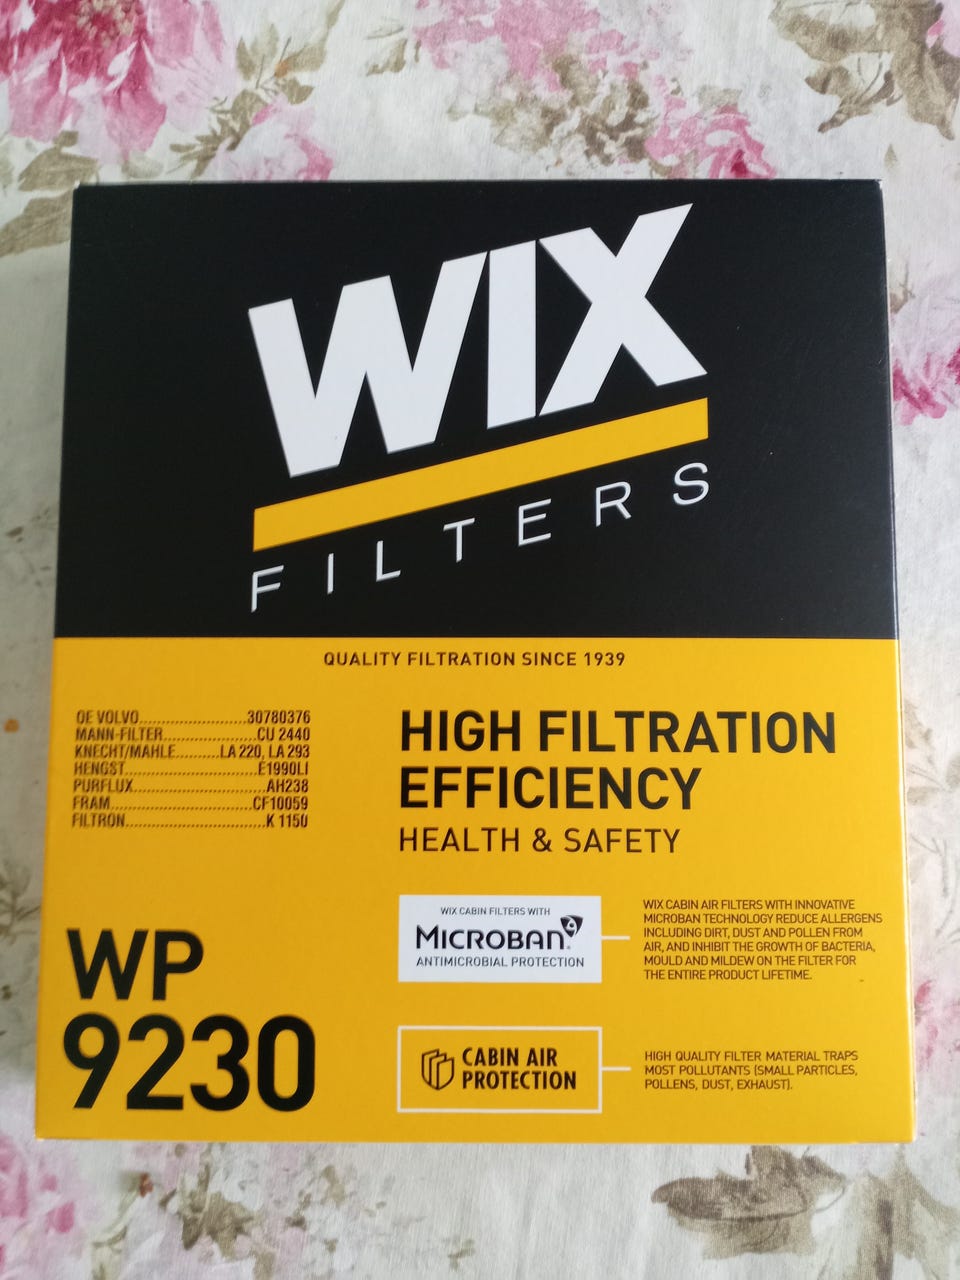 WIX
FILTERS
QUALITY FILTRATION SINCE 1939
OE VOLVO........................30780376
MANN-FILTER.....................CU 2440
KNECHT/MAHLE..........LA 220, LA 293
HENGST..............................E1990LI
PURFLUX..............................AH238
FRAM................................CF10059
FILTRON................................K 1150
HIGH FILTRATION
EFFICIENCY
HEALTH & SAFETY
WP
9230
WIX CABIN FILTERS WITH
MICROBAN®
ANTIMICROBIAL PROTECTION
WIX CABIN AIR FILTERS WITH INNOVATIVE
MICROBAN TECHNOLOGY REDUCE ALLERGENS
INCLUDING DIRT, DUST AND POLLEN FROM
AIR, AND INHIBIT THE GROWTH OF BACTERIA,
MOULD AND MILDEW ON THE FILTER FOR
THE ENTIRE PRODUCT LIFETIME.
CABIN AIR
PROTECTION
HIGH QUALITY FILTER MATERIAL TRAPS
MOST POLLUTANTS (SMALL PARTICLES,
POLLENS, DUST, EXHAUST).